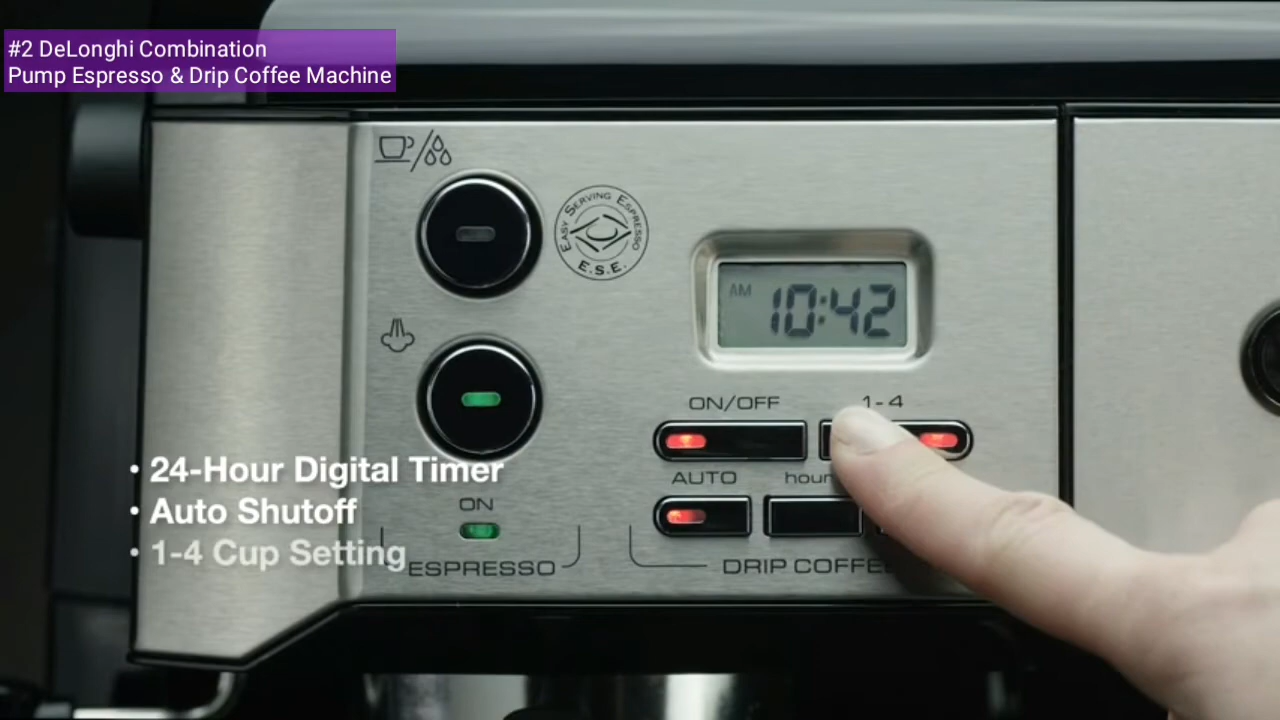 #2 DeLonghi Combination
Pump Espresso & Drip Coffee Machine
EASY SERVING ESPRESSO
E.S.E.
AM 10:42
ON/OFF 1-4
AUTO
• 24-Hour Digital Timer
• Auto Shutoff
• 1-4 Cup Setting
ON
ESPRESSO
DRIP